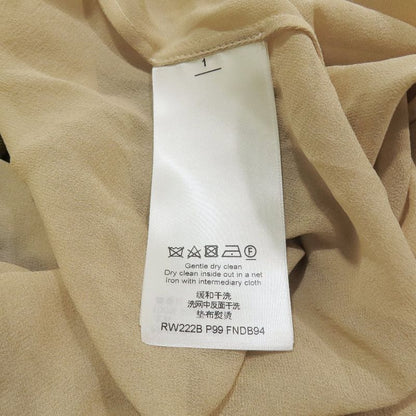 1
F
Gentle dry clean
Dry clean inside out in a net
Iron with intermediary cloth
缓和干洗
洗网中反面干洗
垫布熨烫
RW222B P99 FNDB94